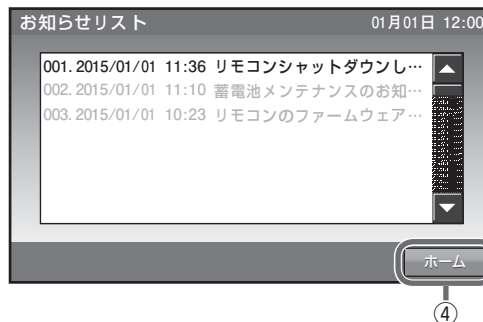 お知らせリスト 01月01日 12:00
001. 2015/01/01 11:36 リモコンシャットダウンし…
002. 2015/01/01 11:10 蓄電池メンテナンスのお知…
003. 2015/01/01 10:23 リモコンのファームウェア…
ホーム
④